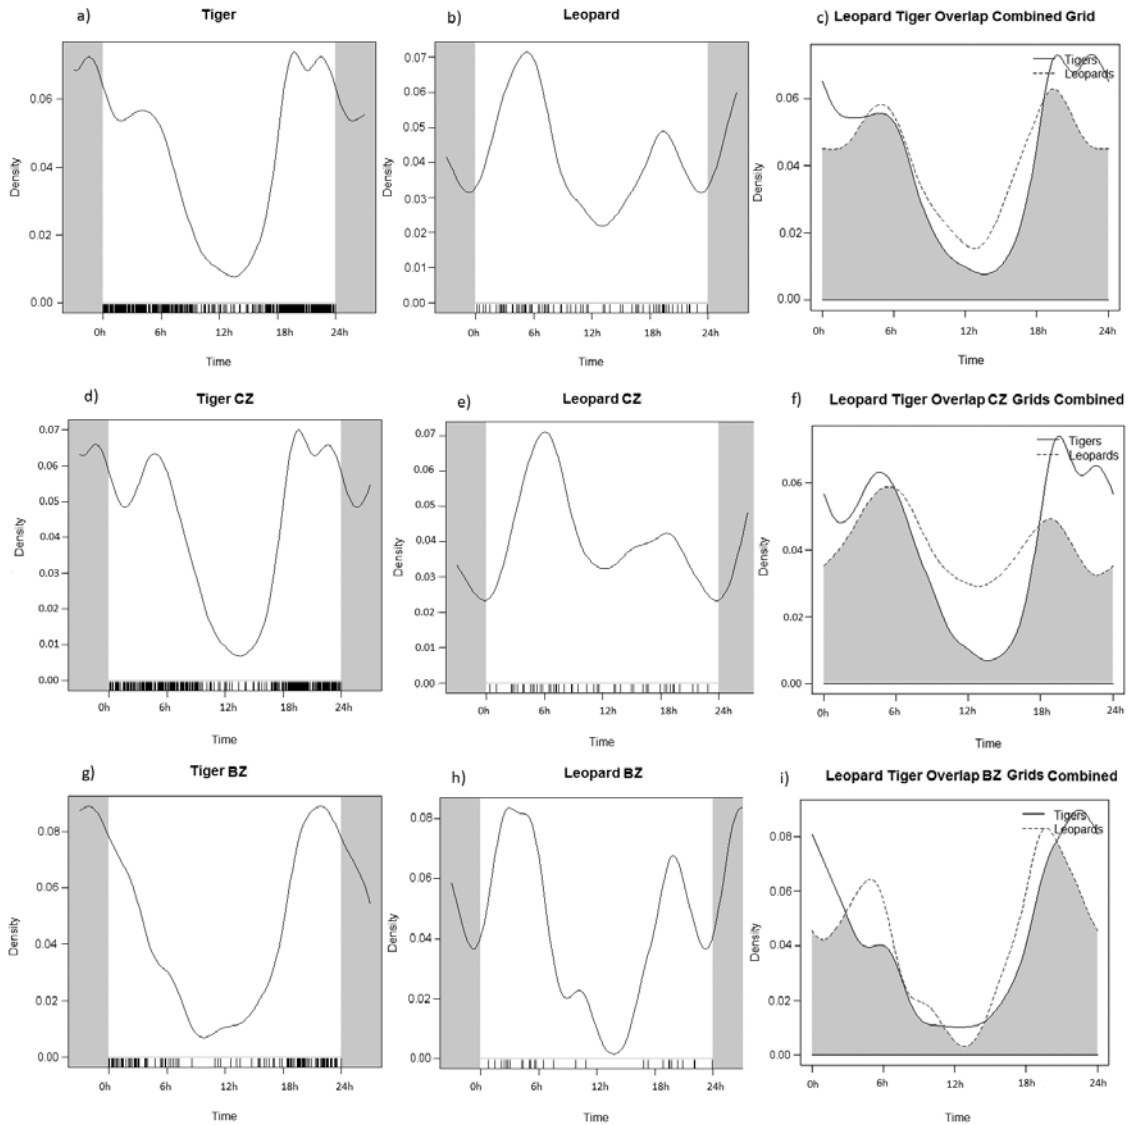 a) Tiger
b) Leopard
c) Leopard Tiger Overlap Combined Grid
Density
0.06
0.04
0.02
0.00
0h 6h 12h 18h 24h
Time
Density
0.07
0.06
0.05
0.04
0.03
0.02
0.01
0.00
0h 6h 12h 18h 24h
Time
Tigers
Leopards
Density
0.06
0.04
0.02
0.00
0h 6h 12h 18h 24h
Time
d) Tiger CZ
e) Leopard CZ
f) Leopard Tiger Overlap CZ Grids Combined
Density
0.07
0.06
0.05
0.04
0.03
0.02
0.01
0.00
0h 6h 12h 18h 24h
Time
Density
0.07
0.06
0.05
0.04
0.03
0.02
0.01
0.00
0h 6h 12h 18h 24h
Time
Tigers
Leopards
Density
0.06
0.04
0.02
0.00
0h 6h 12h 18h 24h
Time
g) Tiger BZ
h) Leopard BZ
i) Leopard Tiger Overlap BZ Grids Combined
Density
0.08
0.06
0.04
0.02
0.00
0h 6h 12h 18h 24h
Time
Density
0.08
0.06
0.04
0.02
0.00
0h 6h 12h 18h 24h
Time
Tigers
Leopards
Density
0.08
0.06
0.04
0.02
0.00
0h 6h 12h 18h 24h
Time